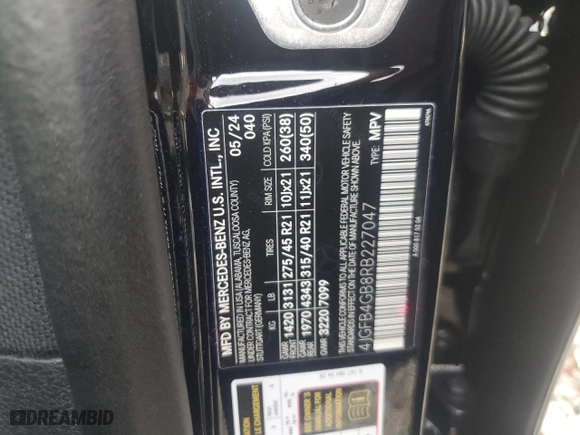 MFD BY MERCEDES-BENZ U.S. INTL., INC
MANUFACTURED IN USA (ALABAMA, TUSCALOOSA COUNTY)
UNDER CONTRACT FOR MERCEDES-BENZ AG,
STUTTGART (GERMANY)
05/24
040
KG LB TIRES RIM SIZE COLD KPA (PSI)
GAWR FRONT 1420 3131 275/45 R21 10Jx21 260(38)
GAWR REAR 1970 4343 315/40 R21 11Jx21 340(50)
GVWR 3220 7099
THIS VEHICLE CONFORMS TO ALL APPLICABLE FEDERAL MOTOR VEHICLE SAFETY
STANDARDS IN EFFECT ON THE DATE OF MANUFACTURE SHOWN ABOVE.
4JGFB4GB8RB227047 TYPE: MPV
INFORMATION
© DREAMBID